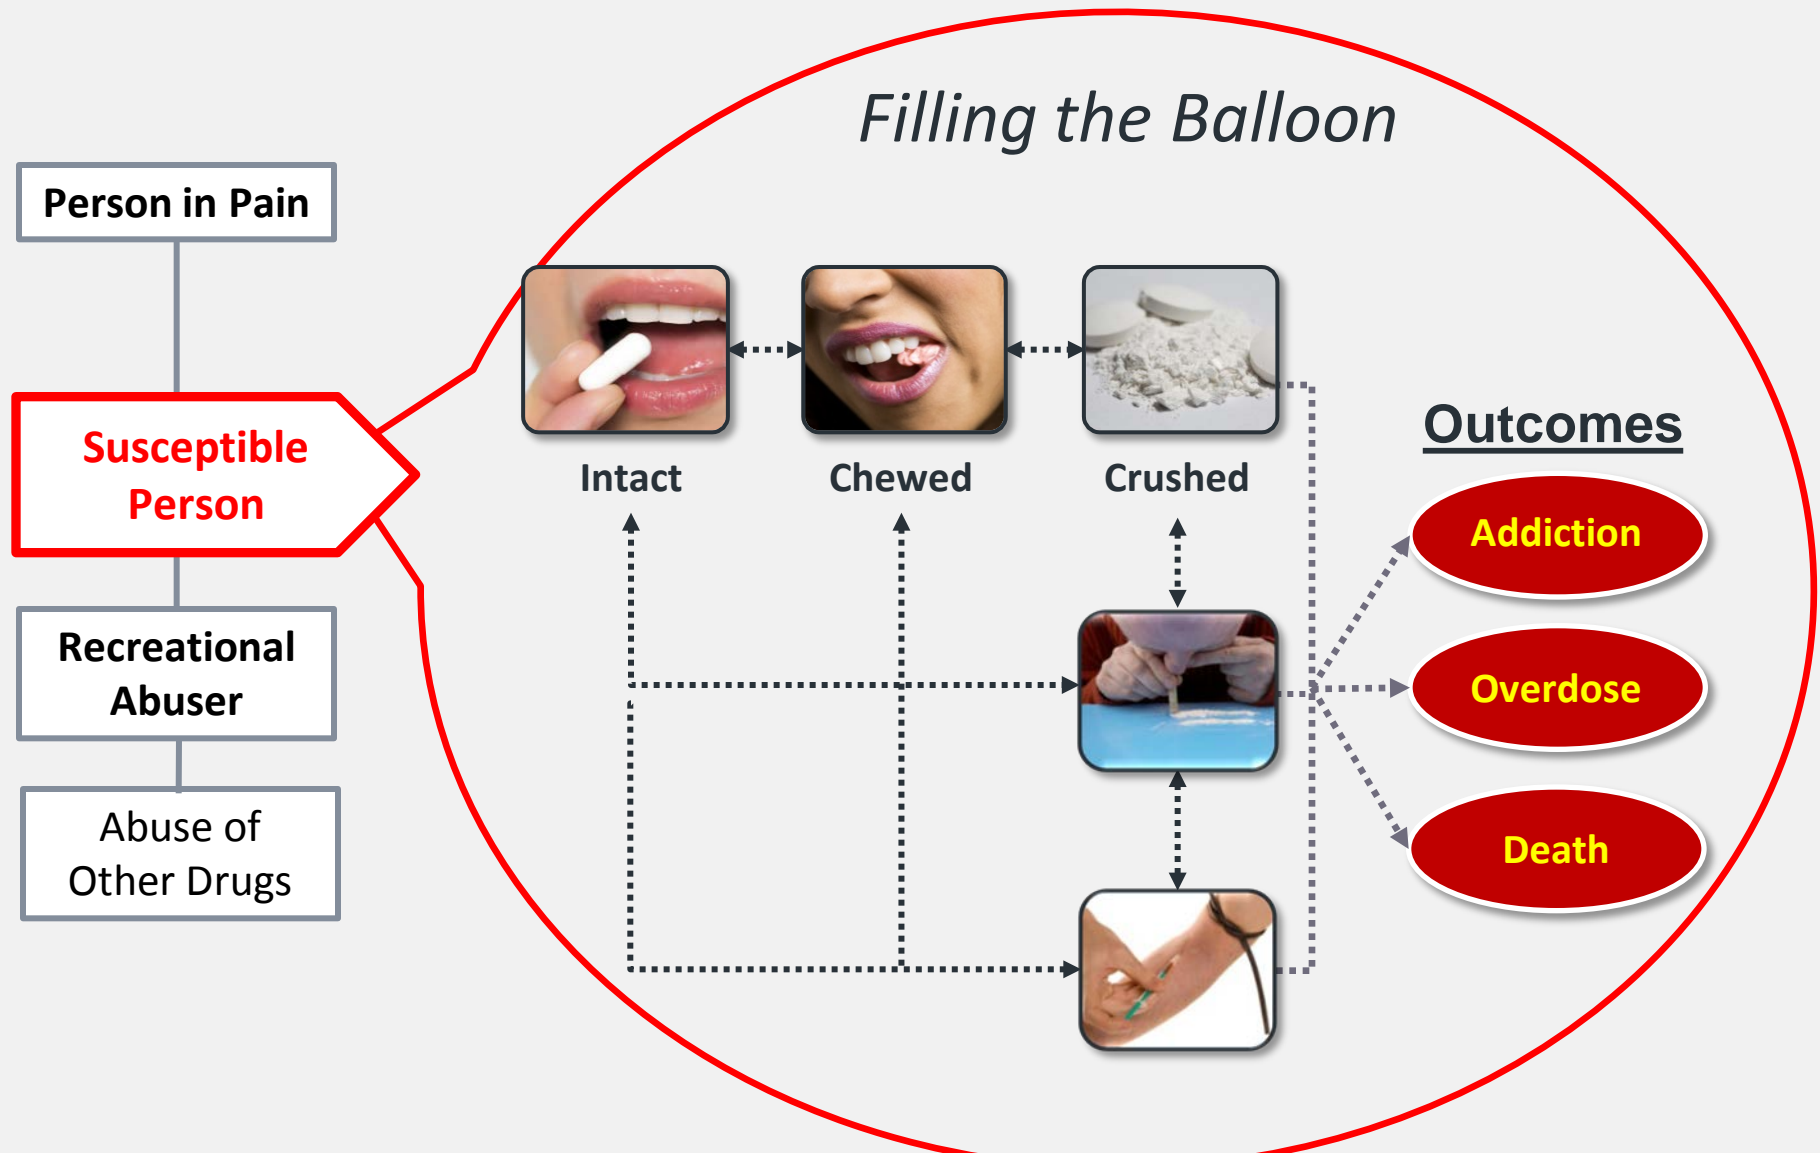 Filling the Balloon
Person in Pain
Susceptible
Person
Recreational
Abuser
Abuse of
Other Drugs
Intact
Chewed
Crushed
Outcomes
Addiction
Overdose
Death